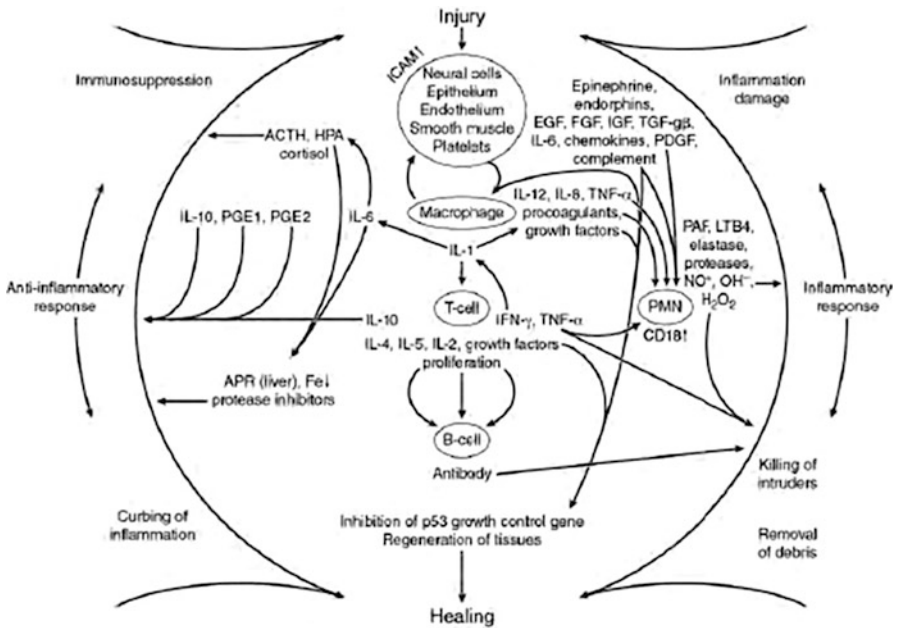 Injury
ICAM1
Neural cells
Epithelium
Endothelium
Smooth muscle
Platelets
Immunosuppression
Inflammation
damage
Epinephrine,
endorphins,
EGF, FGF, IGF, TGF-gβ,
IL-6, chemokines, PDGF,
complement
ACTH, HPA
cortisol
Macrophage
IL-12, IL-8, TNF-α
procoagulants,
growth factors
IL-10, PGE1, PGE2
IL-6
PAF, LTB4,
elastase,
proteases,
NO•, OH–,
H₂O₂
IL-1
Anti-inflammatory
response
Inflammatory
response
T-cell
PMN
CD18↑
IL-10
IFN-γ, TNF-α
IL-4, IL-5, IL-2, growth factors
proliferation
APR (liver), Fe↓
protease inhibitors
B-cell
Antibody
Killing of
intruders
Curbing of
inflammation
Inhibition of p53 growth control gene
Regeneration of tissues
Removal
of debris
Healing